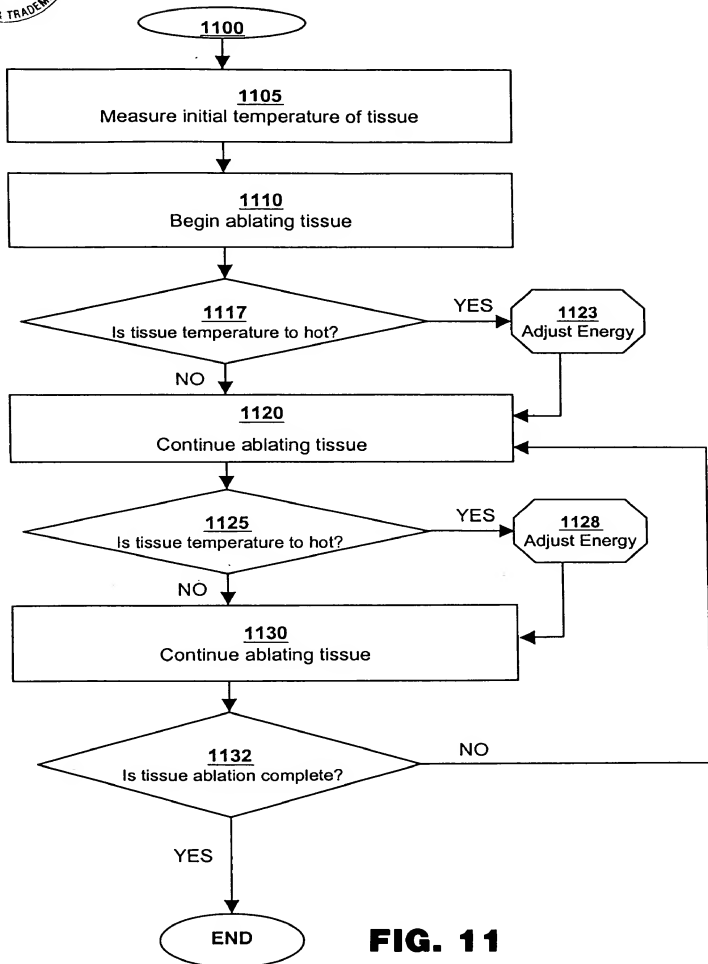 R TRADEM
1100
1105
Measure initial temperature of tissue
1110
Begin ablating tissue
1117
Is tissue temperature to hot?
YES
1123
Adjust Energy
NO
1120
Continue ablating tissue
1125
Is tissue temperature to hot?
YES
1128
Adjust Energy
NO
1130
Continue ablating tissue
1132
Is tissue ablation complete?
NO
YES
END
FIG. 11